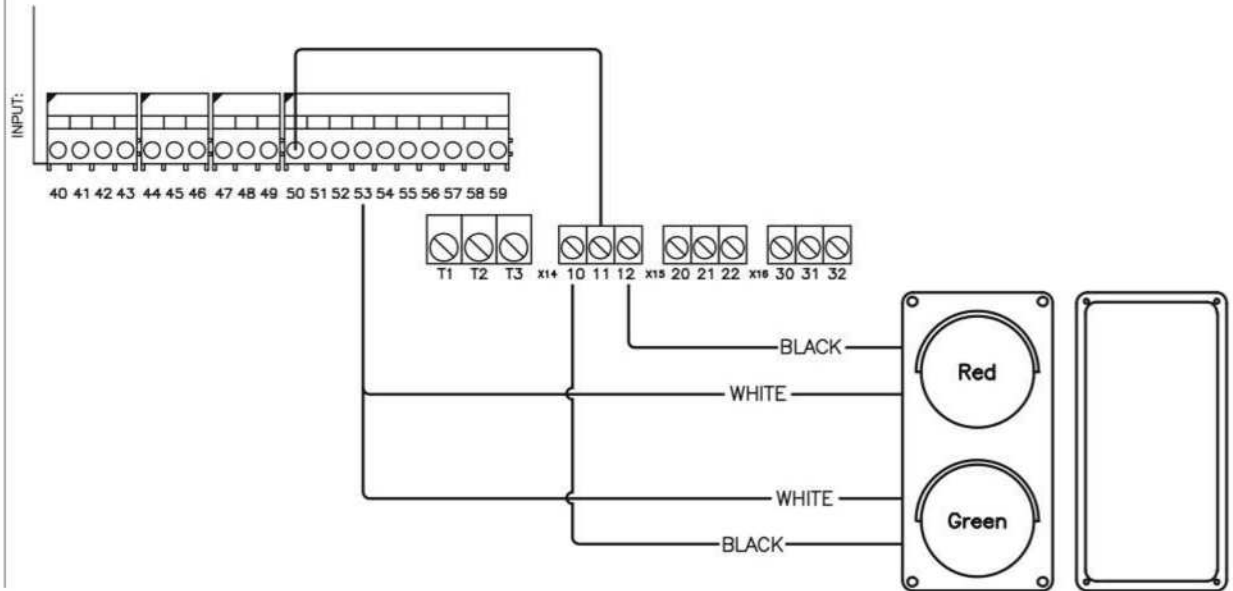 INPUT:
40 41 42 43 44 45 46 47 48 49 50 51 52 53 54 55 56 57 58 59
T1 T2 T3 X14 10 11 12 X15 20 21 22 X16 30 31 32
BLACK
Red
WHITE
WHITE
Green
BLACK